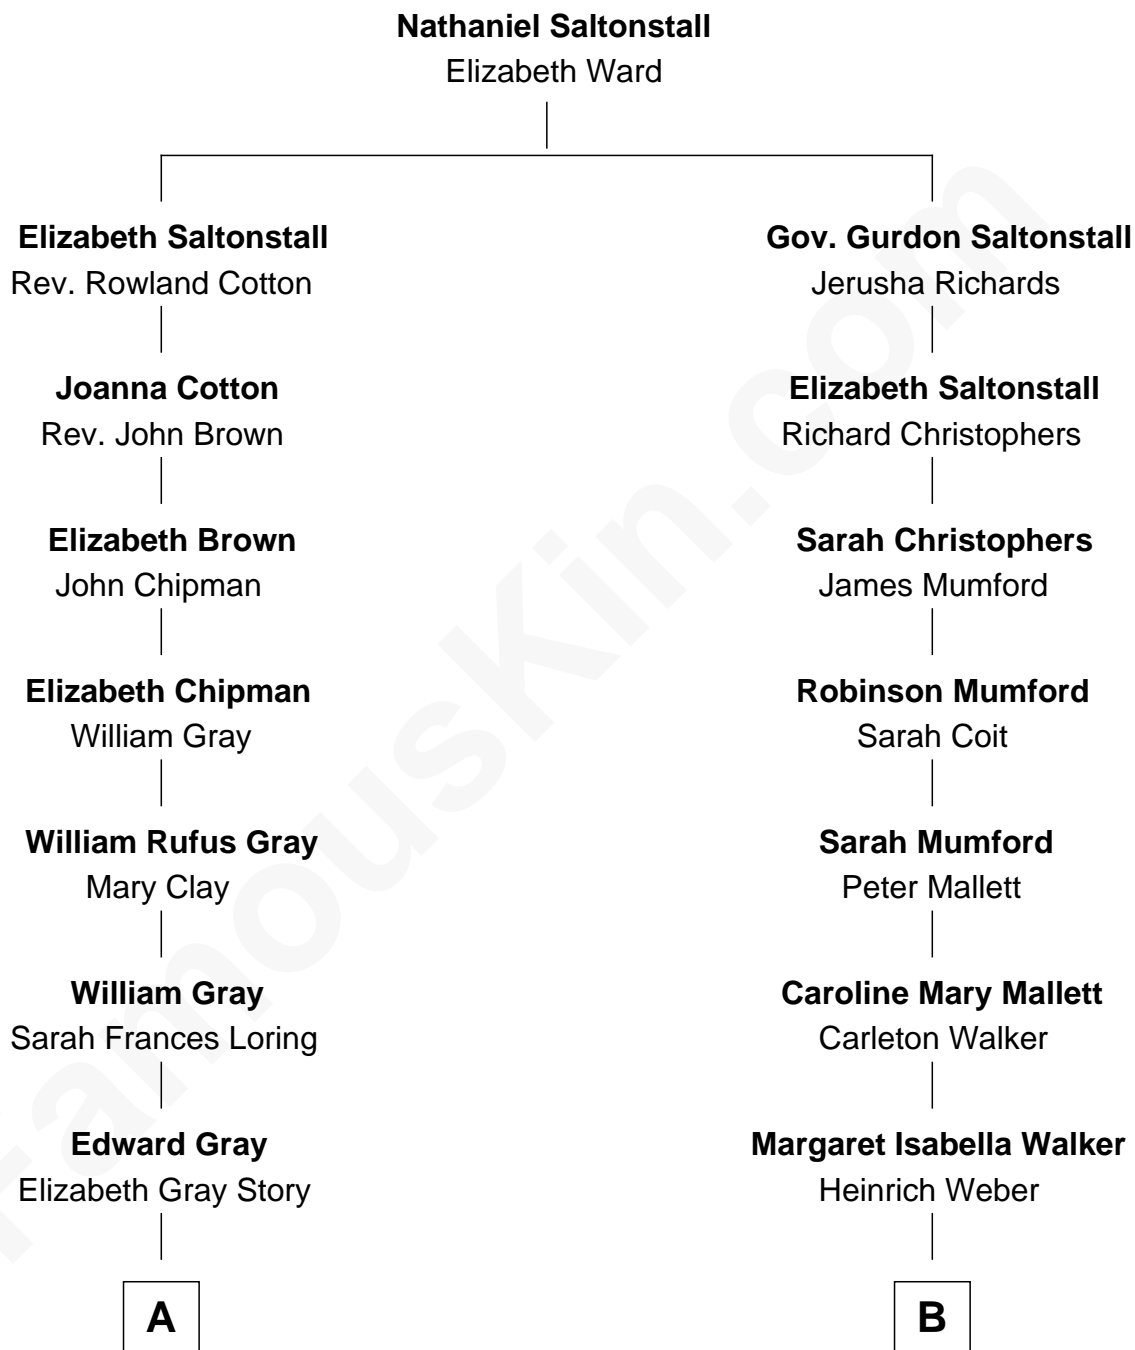 Nathaniel Saltonstall
Elizabeth Ward
Elizabeth Saltonstall
Rev. Rowland Cotton
Joanna Cotton
Rev. John Brown
Elizabeth Brown
John Chipman
Elizabeth Chipman
William Gray
William Rufus Gray
Mary Clay
William Gray
Sarah Frances Loring
Edward Gray
Elizabeth Gray Story
A
Gov. Gurdon Saltonstall
Jerusha Richards
Elizabeth Saltonstall
Richard Christophers
Sarah Christophers
James Mumford
Robinson Mumford
Sarah Coit
Sarah Mumford
Peter Mallett
Caroline Mary Mallett
Carleton Walker
Margaret Isabella Walker
Heinrich Weber
B
FamousKin.com